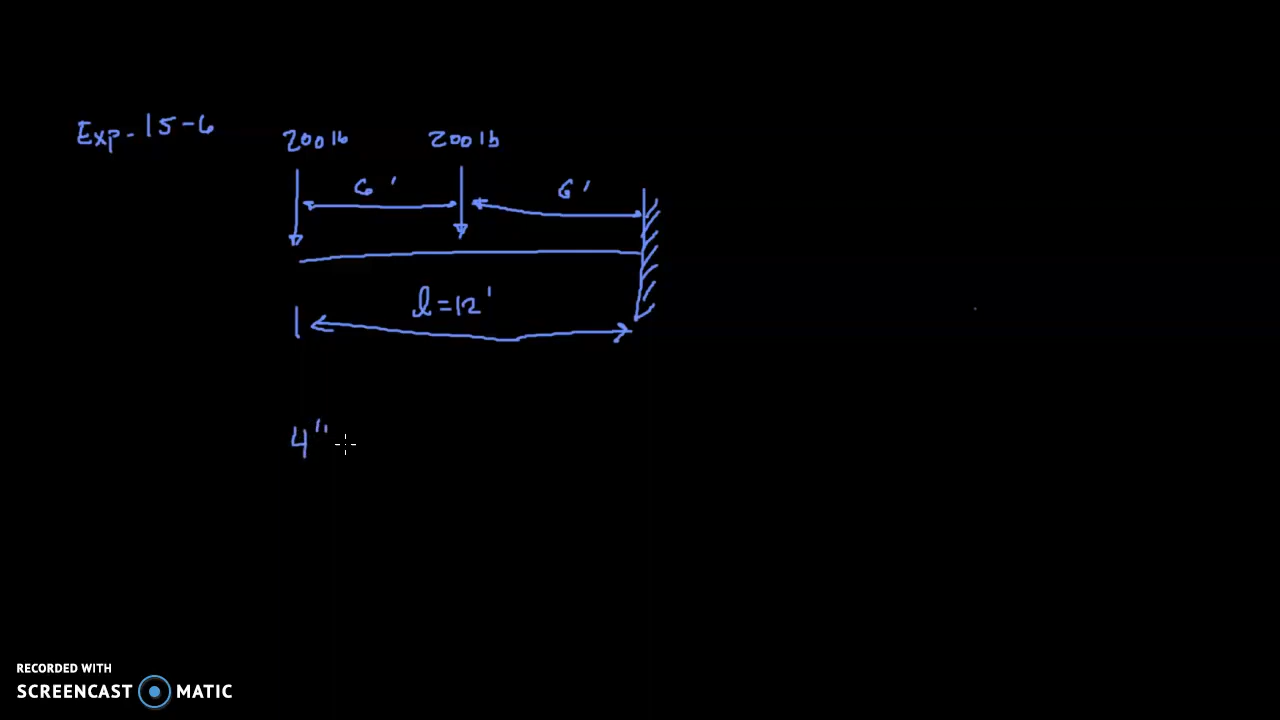 Exp. 15-6
200 lb 200 lb
6' 6'
l = 12'
4"
RECORDED WITH
SCREENCAST MATIC